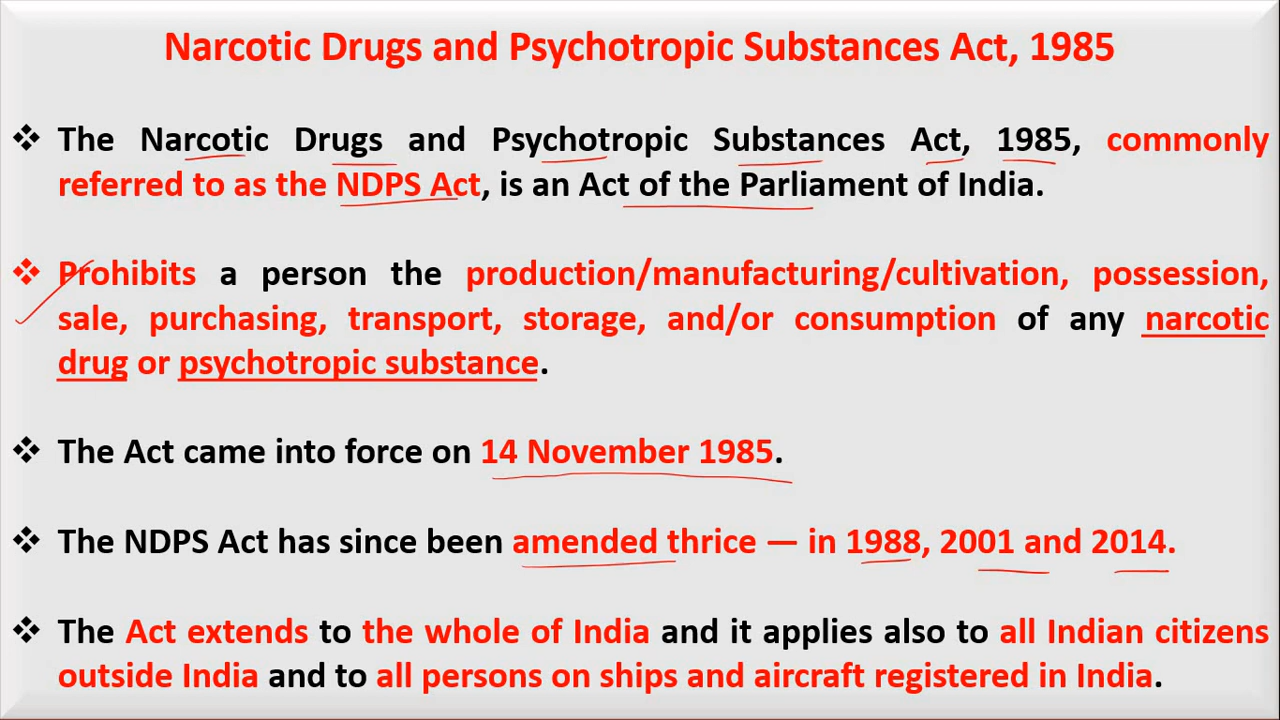 Narcotic Drugs and Psychotropic Substances Act, 1985
❖ The Narcotic Drugs and Psychotropic Substances Act, 1985, commonly
referred to as the NDPS Act, is an Act of the Parliament of India.
❖ Prohibits a person the production/manufacturing/cultivation, possession,
sale, purchasing, transport, storage, and/or consumption of any narcotic
drug or psychotropic substance.
❖ The Act came into force on 14 November 1985.
❖ The NDPS Act has since been amended thrice — in 1988, 2001 and 2014.
❖ The Act extends to the whole of India and it applies also to all Indian citizens
outside India and to all persons on ships and aircraft registered in India.